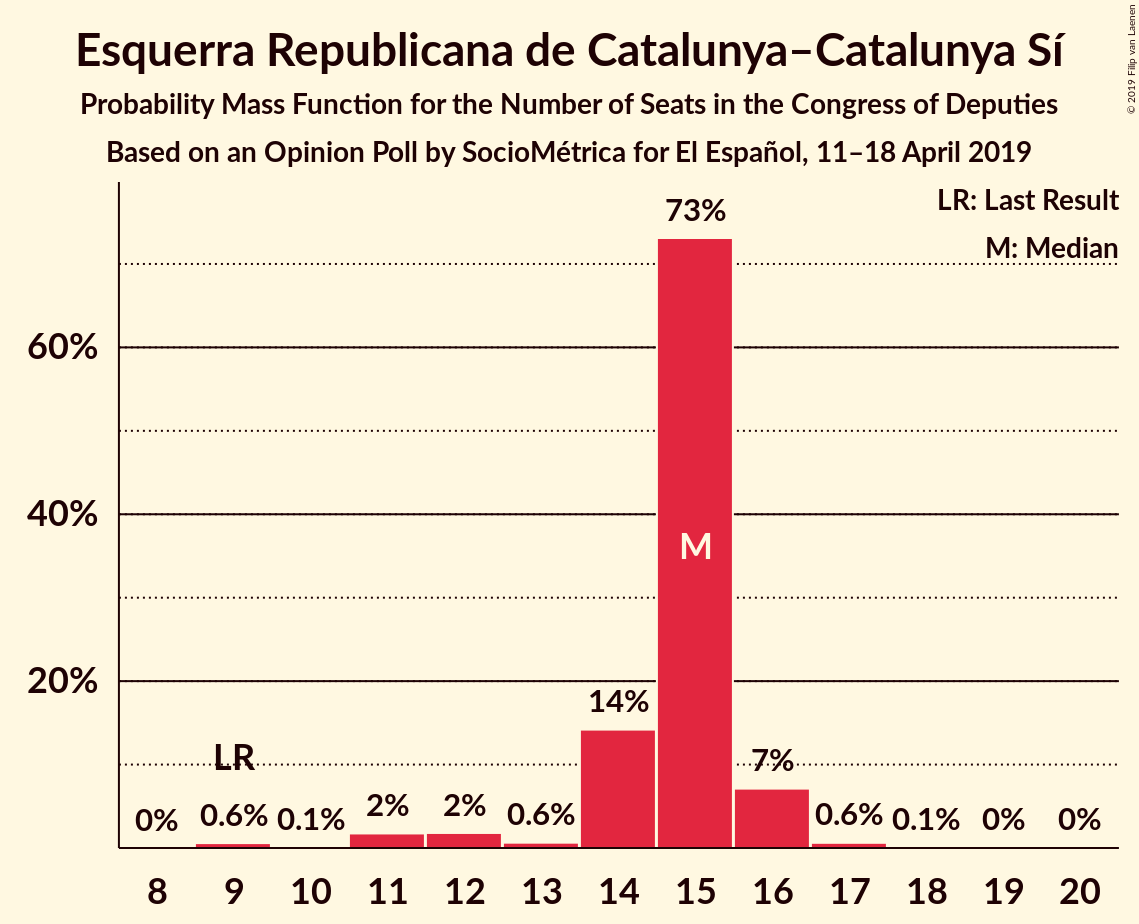 Esquerra Republicana de Catalunya–Catalunya Sí
Probability Mass Function for the Number of Seats in the Congress of Deputies
Based on an Opinion Poll by SocioMétrica for El Español, 11–18 April 2019
© 2019 Filip van Laenen
LR: Last Result
M: Median
73%
60%
40%
M
20%
14%
LR
7%
0% 0.6% 0.1% 2% 2% 0.6% 0.6% 0.1% 0% 0%
8 9 10 11 12 13 14 15 16 17 18 19 20